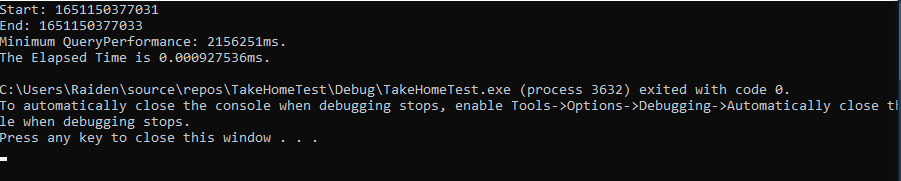 Start: 1651150377031
End: 1651150377033
Minimum QueryPerformance: 2156251ms.
The Elapsed Time is 0.000927536ms.
C:\Users\Raiden\source\repos\TakeHomeTest\Debug\TakeHomeTest.exe (process 3632) exited with code 0.
To automatically close the console when debugging stops, enable Tools->Options->Debugging->Automatically close th
le when debugging stops.
Press any key to close this window . . .